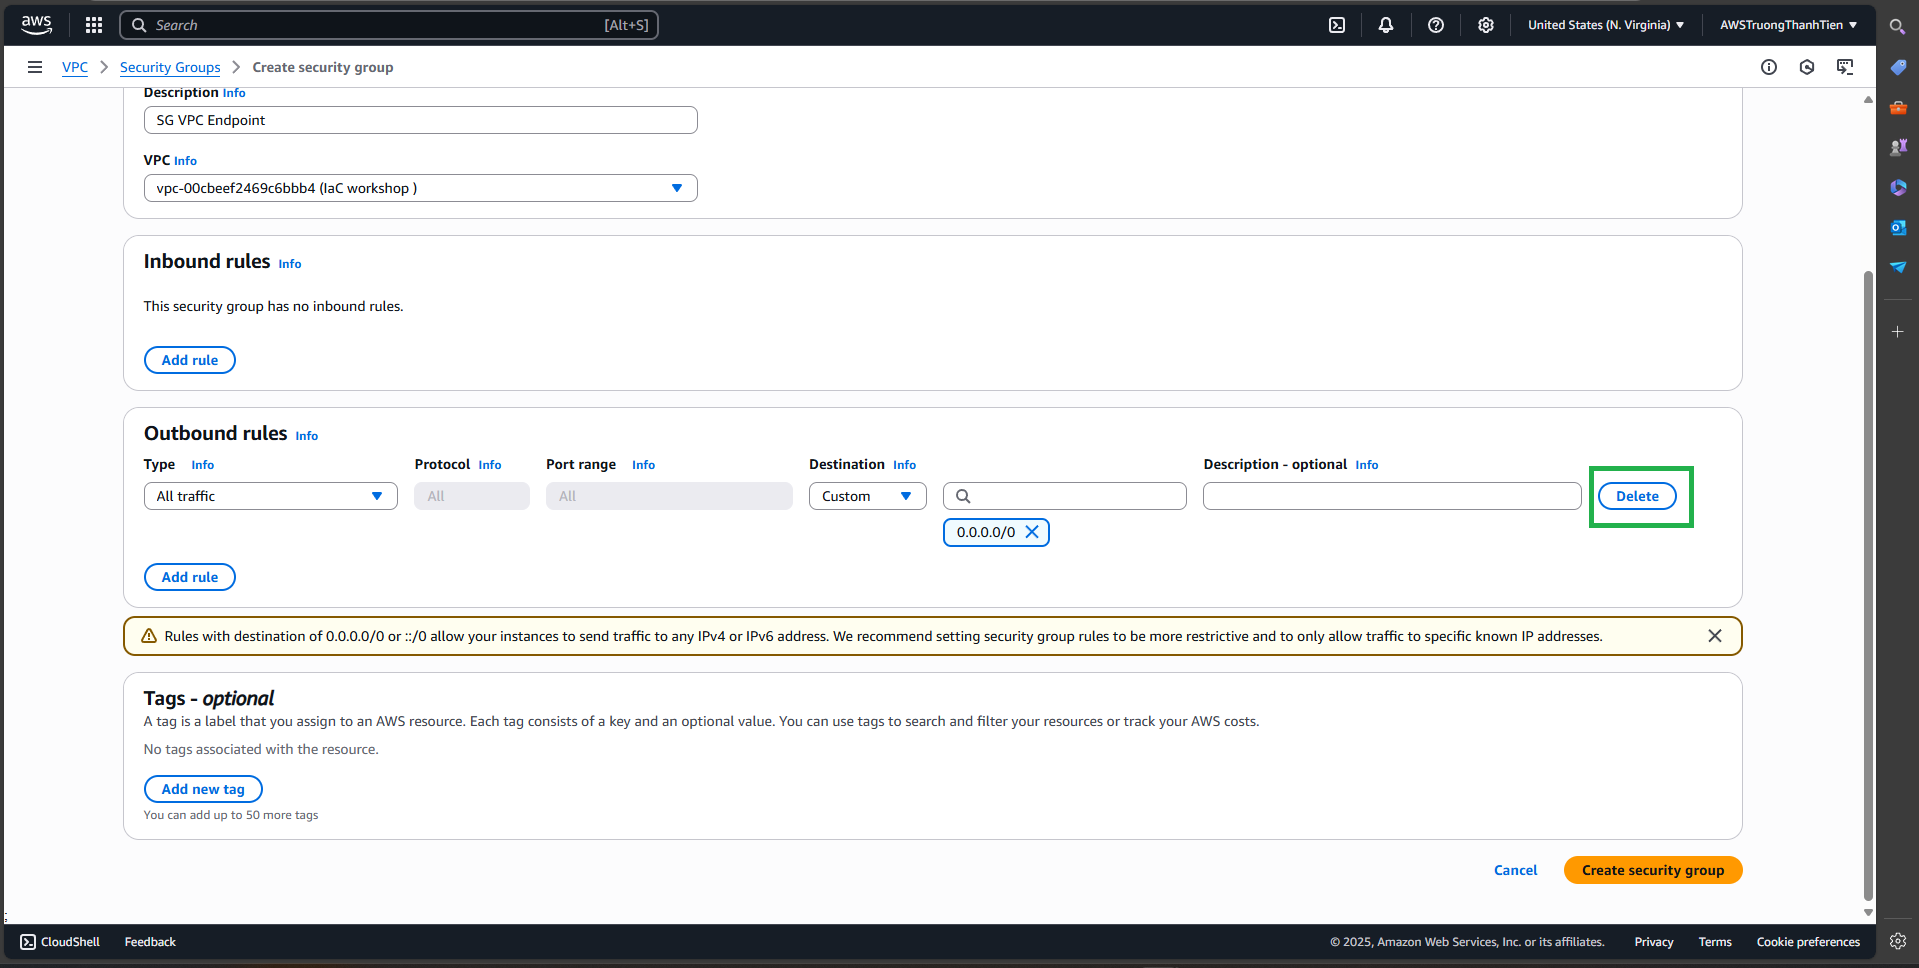 aws
Search [Alt+S] United States (N. Virginia) AWSTruongThanhTien
VPC Security Groups Create security group
Description Info
SG VPC Endpoint
VPC Info
vpc-00cbeef2469c6bbb4 (IaC workshop )
Inbound rules Info
This security group has no inbound rules.
Add rule
Outbound rules Info
Type Info Protocol Info Port range Info Destination Info Description - optional Info
All traffic All All Custom Delete
0.0.0.0/0
Add rule
Rules with destination of 0.0.0.0/0 or ::/0 allow your instances to send traffic to any IPv4 or IPv6 address. We recommend setting security group rules to be more restrictive and to only allow traffic to specific known IP addresses.
Tags - optional
A tag is a label that you assign to an AWS resource. Each tag consists of a key and an optional value. You can use tags to search and filter your resources or track your AWS costs.
No tags associated with the resource.
Add new tag
You can add up to 50 more tags
Cancel Create security group
CloudShell Feedback © 2025, Amazon Web Services, Inc. or its affiliates. Privacy Terms Cookie preferences